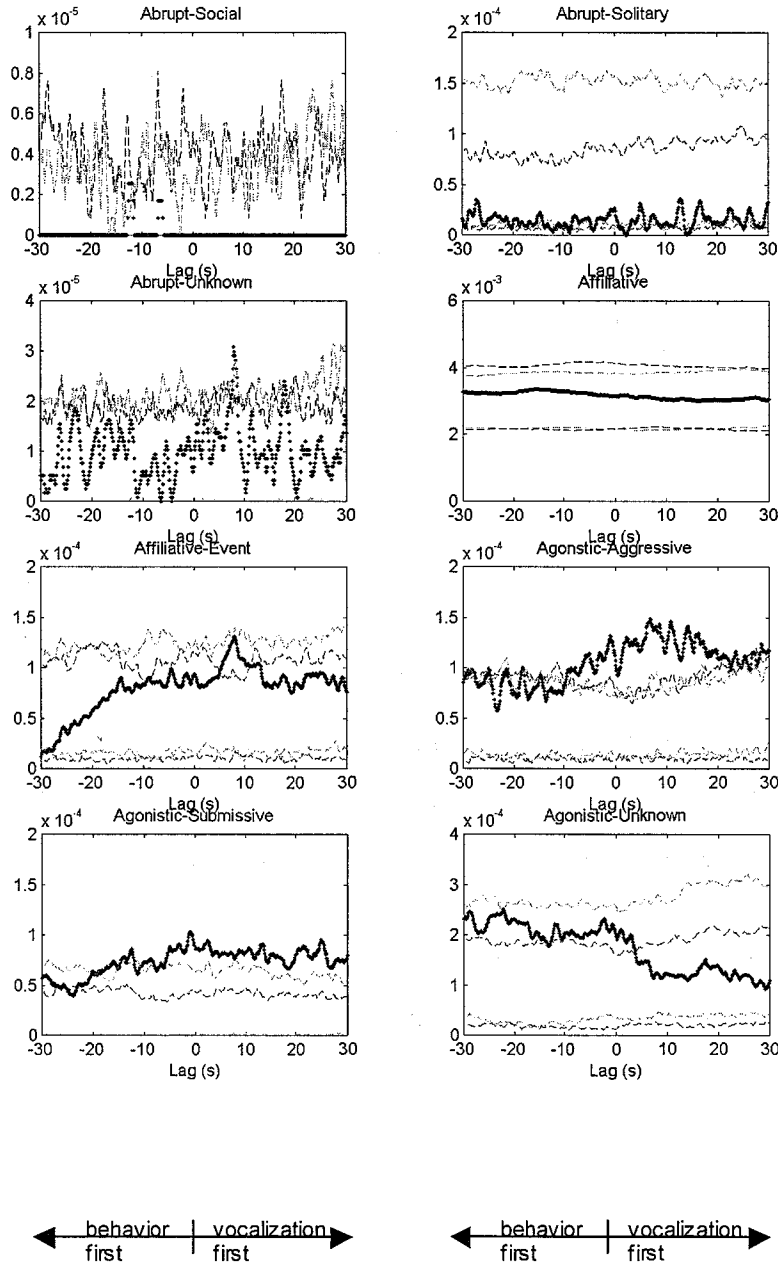 x 10^-5 Abrupt-Social
1
0.8
0.6
0.4
0.2
0
-30 -20 -10 0 10 20 30
Lag (s)
x 10^-4 Abrupt-Solitary
2
1.5
1
0.5
0
-30 -20 -10 0 10 20 30
Lag (s)
x 10^-5 Abrupt-Unknown
4
3
2
1
0
-30 -20 -10 0 10 20 30
Lag (s)
x 10^-3 Affiliative
6
4
2
0
-30 -20 -10 0 10 20 30
Lag (s)
x 10^-4 Affiliative-Event
2
1.5
1
0.5
0
-30 -20 -10 0 10 20 30
Lag (s)
x 10^-4 Agonstic-Aggressive
2
1.5
1
0.5
0
-30 -20 -10 0 10 20 30
Lag (s)
x 10^-4 Agonistic-Submissive
2
1.5
1
0.5
0
-30 -20 -10 0 10 20 30
Lag (s)
x 10^-4 Agonistic-Unknown
4
3
2
1
0
-30 -20 -10 0 10 20 30
Lag (s)
behavior first
vocalization first
behavior first
vocalization first